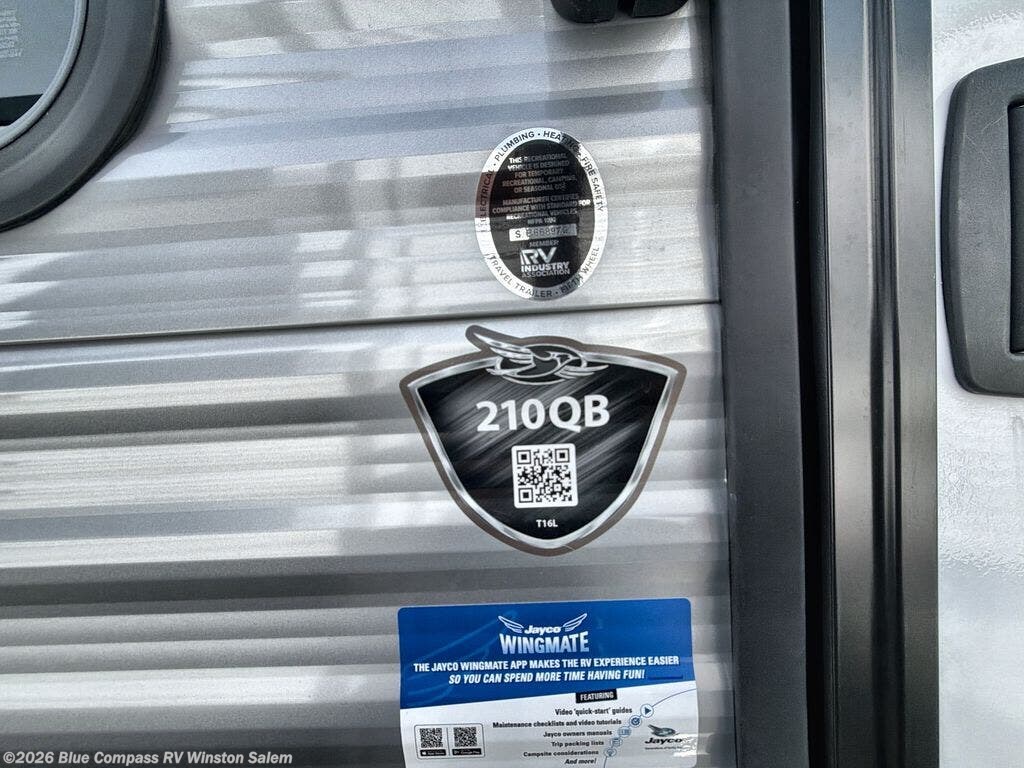 ELECTRICAL · PLUMBING · HEATING · FIRE SAFETY
THIS RECREATIONAL
VEHICLE IS DESIGNED
FOR TEMPORARY
RECREATIONAL, CAMPING,
OR SEASONAL USE
MANUFACTURER CERTIFIES
COMPLIANCE WITH STANDARD FOR
RECREATIONAL VEHICLES,
NFPA 1192
S
MEMBER
RV
INDUSTRY
ASSOCIATION
TRAVEL TRAILER · FIFTH WHEEL
210QB
T16L
Jayco
WINGMATE
THE JAYCO WINGMATE APP MAKES THE RV EXPERIENCE EASIER
SO YOU CAN SPEND MORE TIME HAVING FUN!
FEATURING
Video 'quick-start' guides
Maintenance checklists and video tutorials
Jayco owners manuals
Trip packing lists
Campsite considerations
And more!
Jayco
©2026 Blue Compass RV Winston Salem